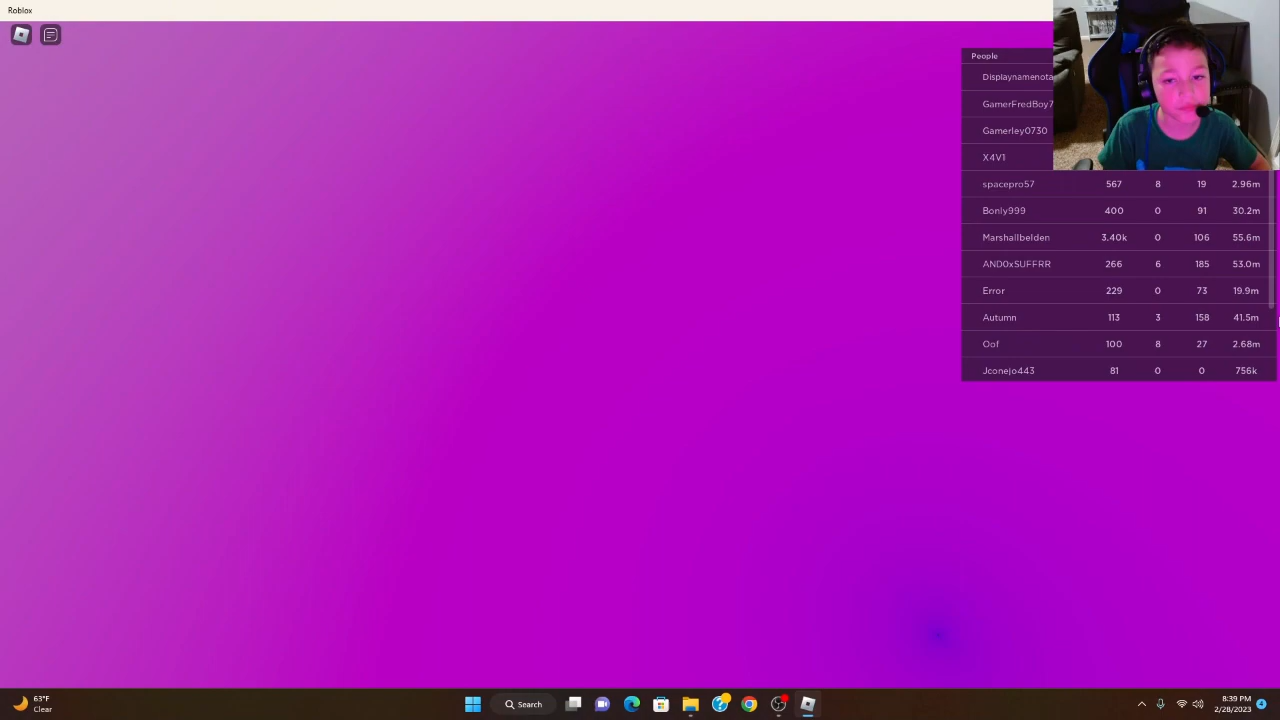 Roblox
People
Displaynamenota
GamerFredBoy7
Gamerley0730
X4V1
spacepro57 567 8 19 2.96m
Bonly999 400 0 91 30.2m
Marshallbelden 3.40k 0 106 55.6m
AND0xSUFFRR 266 6 185 53.0m
Error 229 0 73 19.9m
Autumn 113 3 158 41.5m
Oof 100 8 27 2.68m
Jconejo443 81 0 0 756k
63°F
Clear
Search
8:39 PM
2/28/2023
4